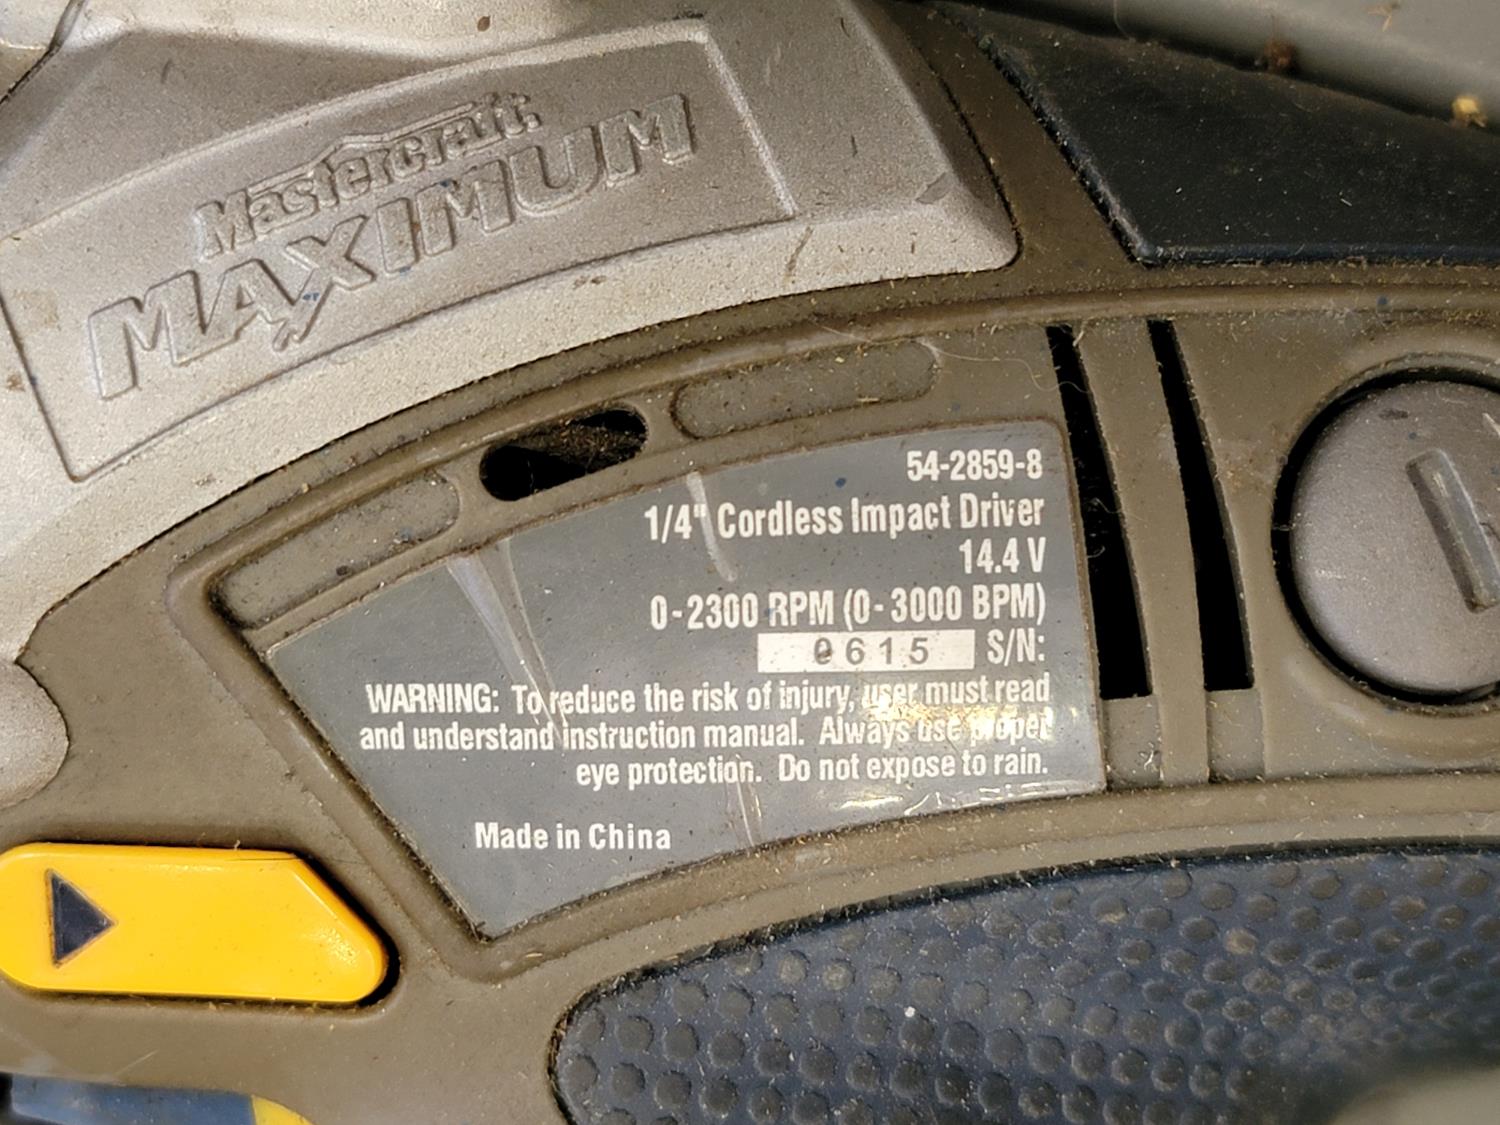 Mastercraft.
MAXIMUM
54-2859-8
1/4" Cordless Impact Driver
14.4 V
0-2300 RPM (0-3000 BPM)
0615 S/N:
WARNING: To reduce the risk of injury, user must read
and understand instruction manual. Always use proper
eye protection. Do not expose to rain.
Made in China